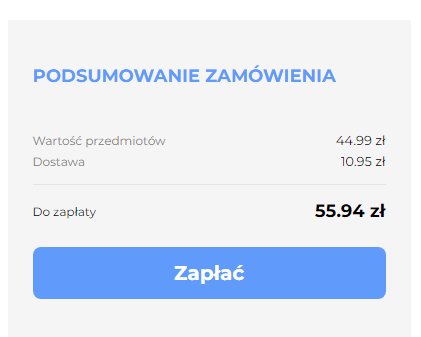 PODSUMOWANIE ZAMÓWIENIA
Wartość przedmiotów 44.99 zł
Dostawa 10.95 zł
Do zapłaty 55.94 zł
Zapłać